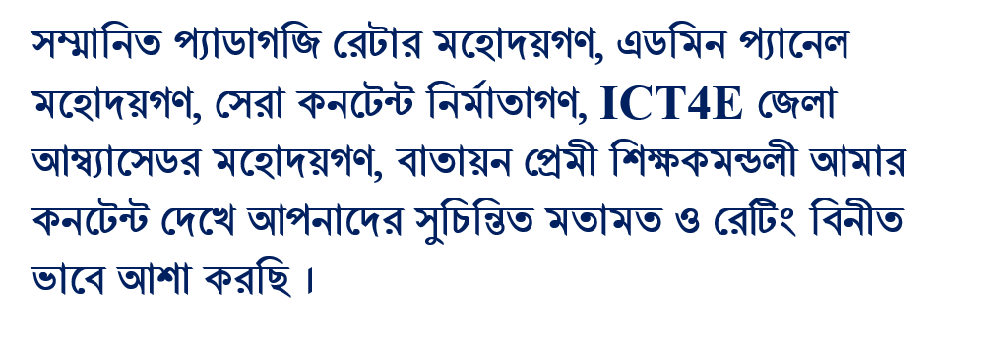 সম্মানিত প্যাডাগজি রেটার মহোদয়গণ, এডমিন প্যানেল
মহোদয়গণ, সেরা কনটেন্ট নির্মাতাগণ, ICT4E জেলা
আম্ব্যাসেডর মহোদয়গণ, বাতায়ন প্রেমী শিক্ষকমন্ডলী আমার
কনটেন্ট দেখে আপনাদের সুচিন্তিত মতামত ও রেটিং বিনীত
ভাবে আশা করছি ।